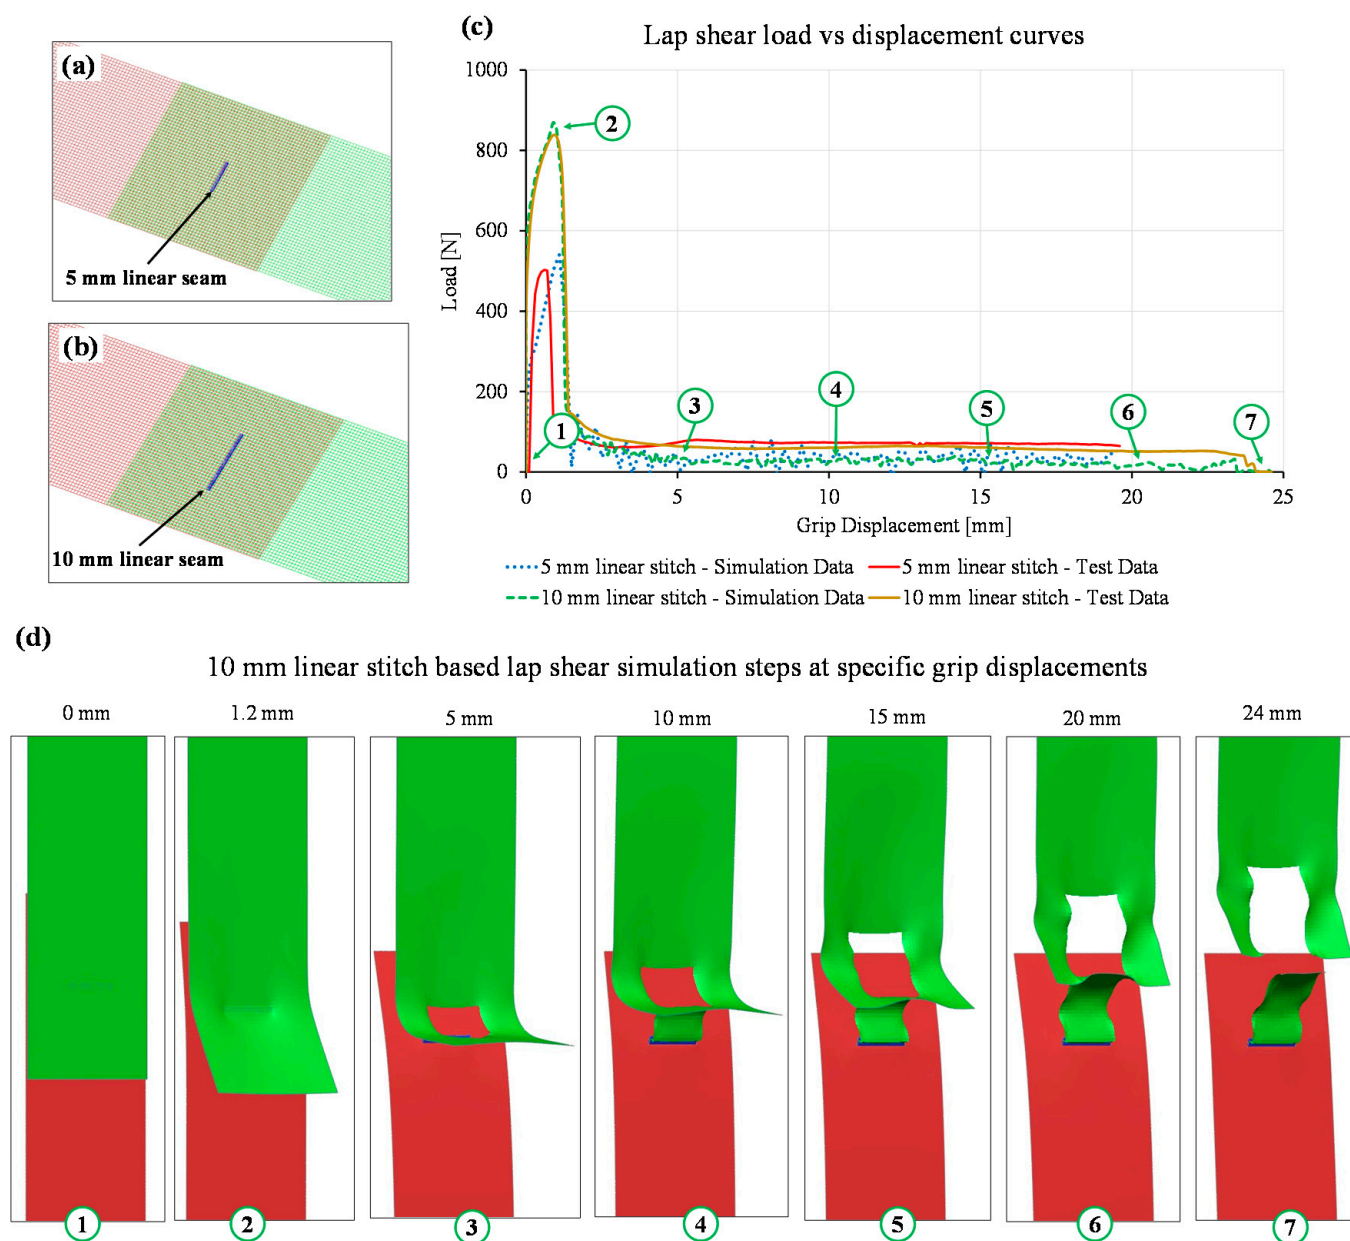 (a)
5 mm linear seam
(b)
10 mm linear seam
(c)
Lap shear load vs displacement curves
1000
800
600
400
200
0
Load [N]
1
2
3
4
5
6
7
0
5
10
15
20
25
Grip Displacement [mm]
5 mm linear stitch - Simulation Data
5 mm linear stitch - Test Data
10 mm linear stitch - Simulation Data
10 mm linear stitch - Test Data
(d)
10 mm linear stitch based lap shear simulation steps at specific grip displacements
0 mm
1.2 mm
5 mm
10 mm
15 mm
20 mm
24 mm
1
2
3
4
5
6
7